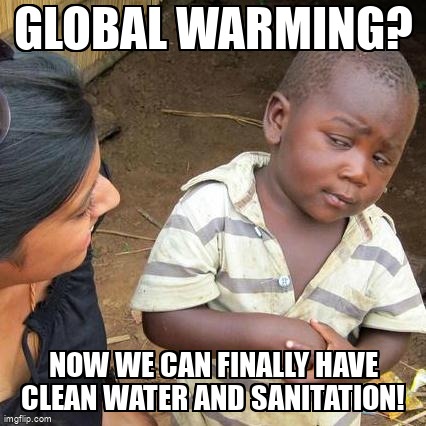 GLOBAL WARMING?
NOW WE CAN FINALLY HAVE
CLEAN WATER AND SANITATION!
imgflip.com